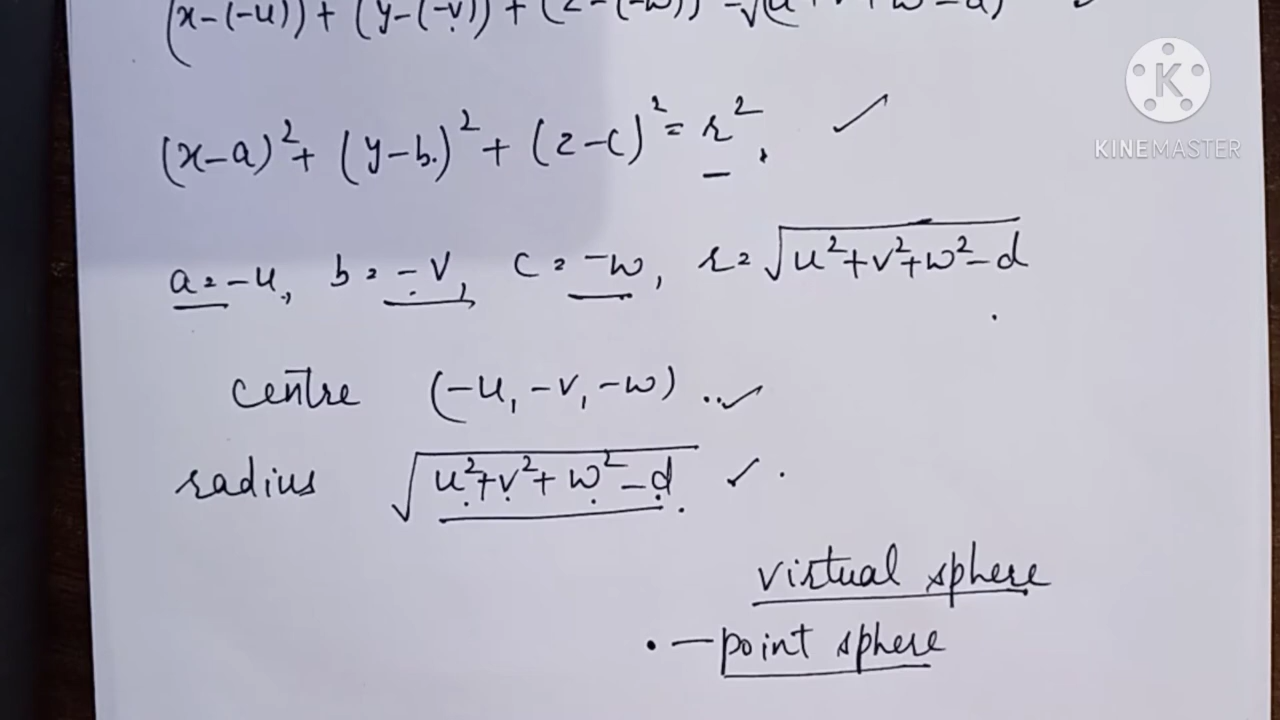 (x-(-u)) + (y-(-v)) + (z-(-w)) = √(u + v + w - d)
(x-a)² + (y-b)² + (z-c)² = r²,
a = -u, b = -v, c = -w, r = √u²+v²+w²-d
centre (-u, -v, -w)
radius √u²+v²+w²-d
virtual sphere
— point sphere
K
KINEMASTER